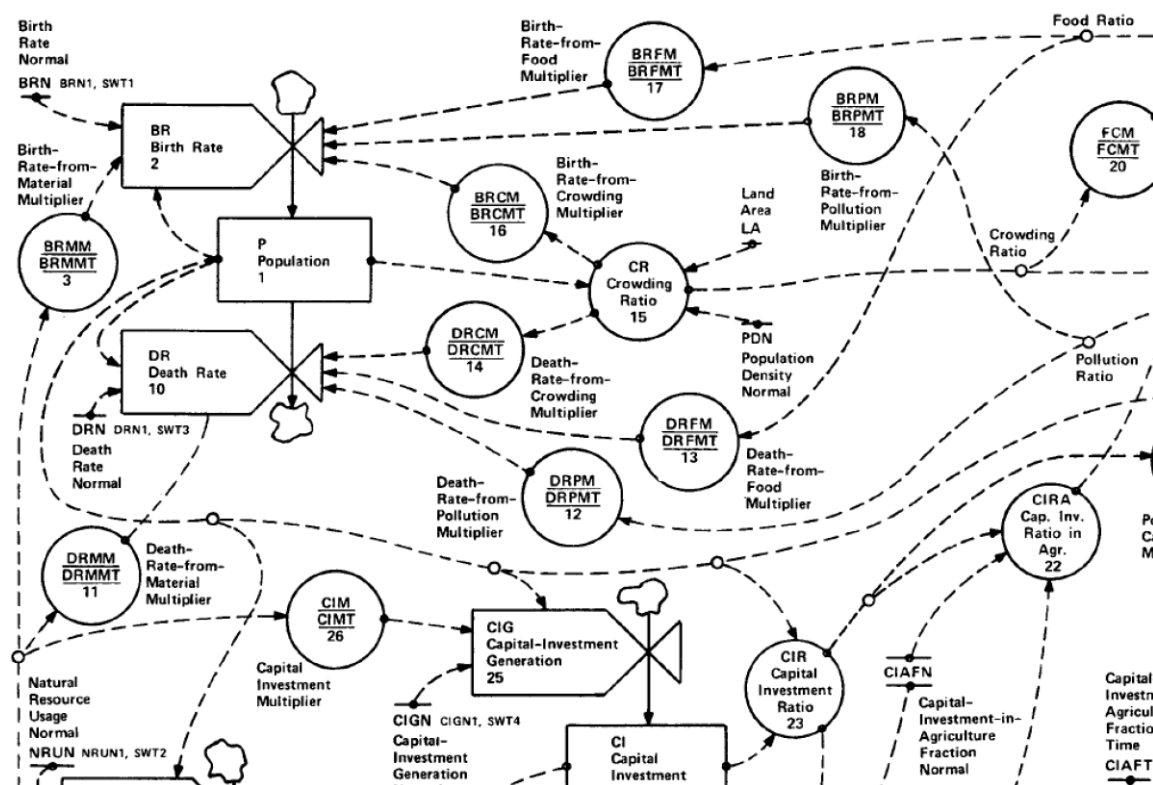 Birth
Rate
Normal
BRN BRN1, SWT1
BR
Birth Rate
2
Birth-
Rate-from-
Material
Multiplier
BRMM
BRMMT
3
Birth-
Rate-from-
Food
Multiplier
BRFM
BRFMT
17
Food Ratio
BRPM
BRPMT
18
Birth-
Rate-from-
Pollution
Multiplier
FCM
FCMT
20
BRCM
BRCMT
16
Birth-
Rate-from-
Crowding
Multiplier
Land
Area
LA
Crowding
Ratio
P
Population
1
CR
Crowding
Ratio
15
PDN
Population
Density
Normal
Pollution
Ratio
DR
Death Rate
10
DRN DRN1, SWT3
Death
Rate
Normal
DRCM
DRCMT
14
Death-
Rate-from-
Crowding
Multiplier
DRFM
DRFMT
13
Death-
Rate-from-
Food
Multiplier
Death-
Rate-from-
Pollution
Multiplier
DRPM
DRPMT
12
CIRA
Cap. Inv.
Ratio in
Agr.
22
Po
Ca
M
DRMM
DRMMT
11
Death-
Rate-from-
Material
Multiplier
CIM
CIMT
26
Capital
Investment
Multiplier
CIG
Capital-Investment
Generation
25
CIGN CIGN1, SWT4
Capital-
Investment
Generation
CIR
Capital
Investment
Ratio
23
CIAFN
Capital-
Investment-in-
Agriculture
Fraction
Normal
Capital
Investm
Agricul
Fractio
Time
CIAFT
Natural
Resource
Usage
Normal
NRUN NRUN1, SWT2
CI
Capital
Investment